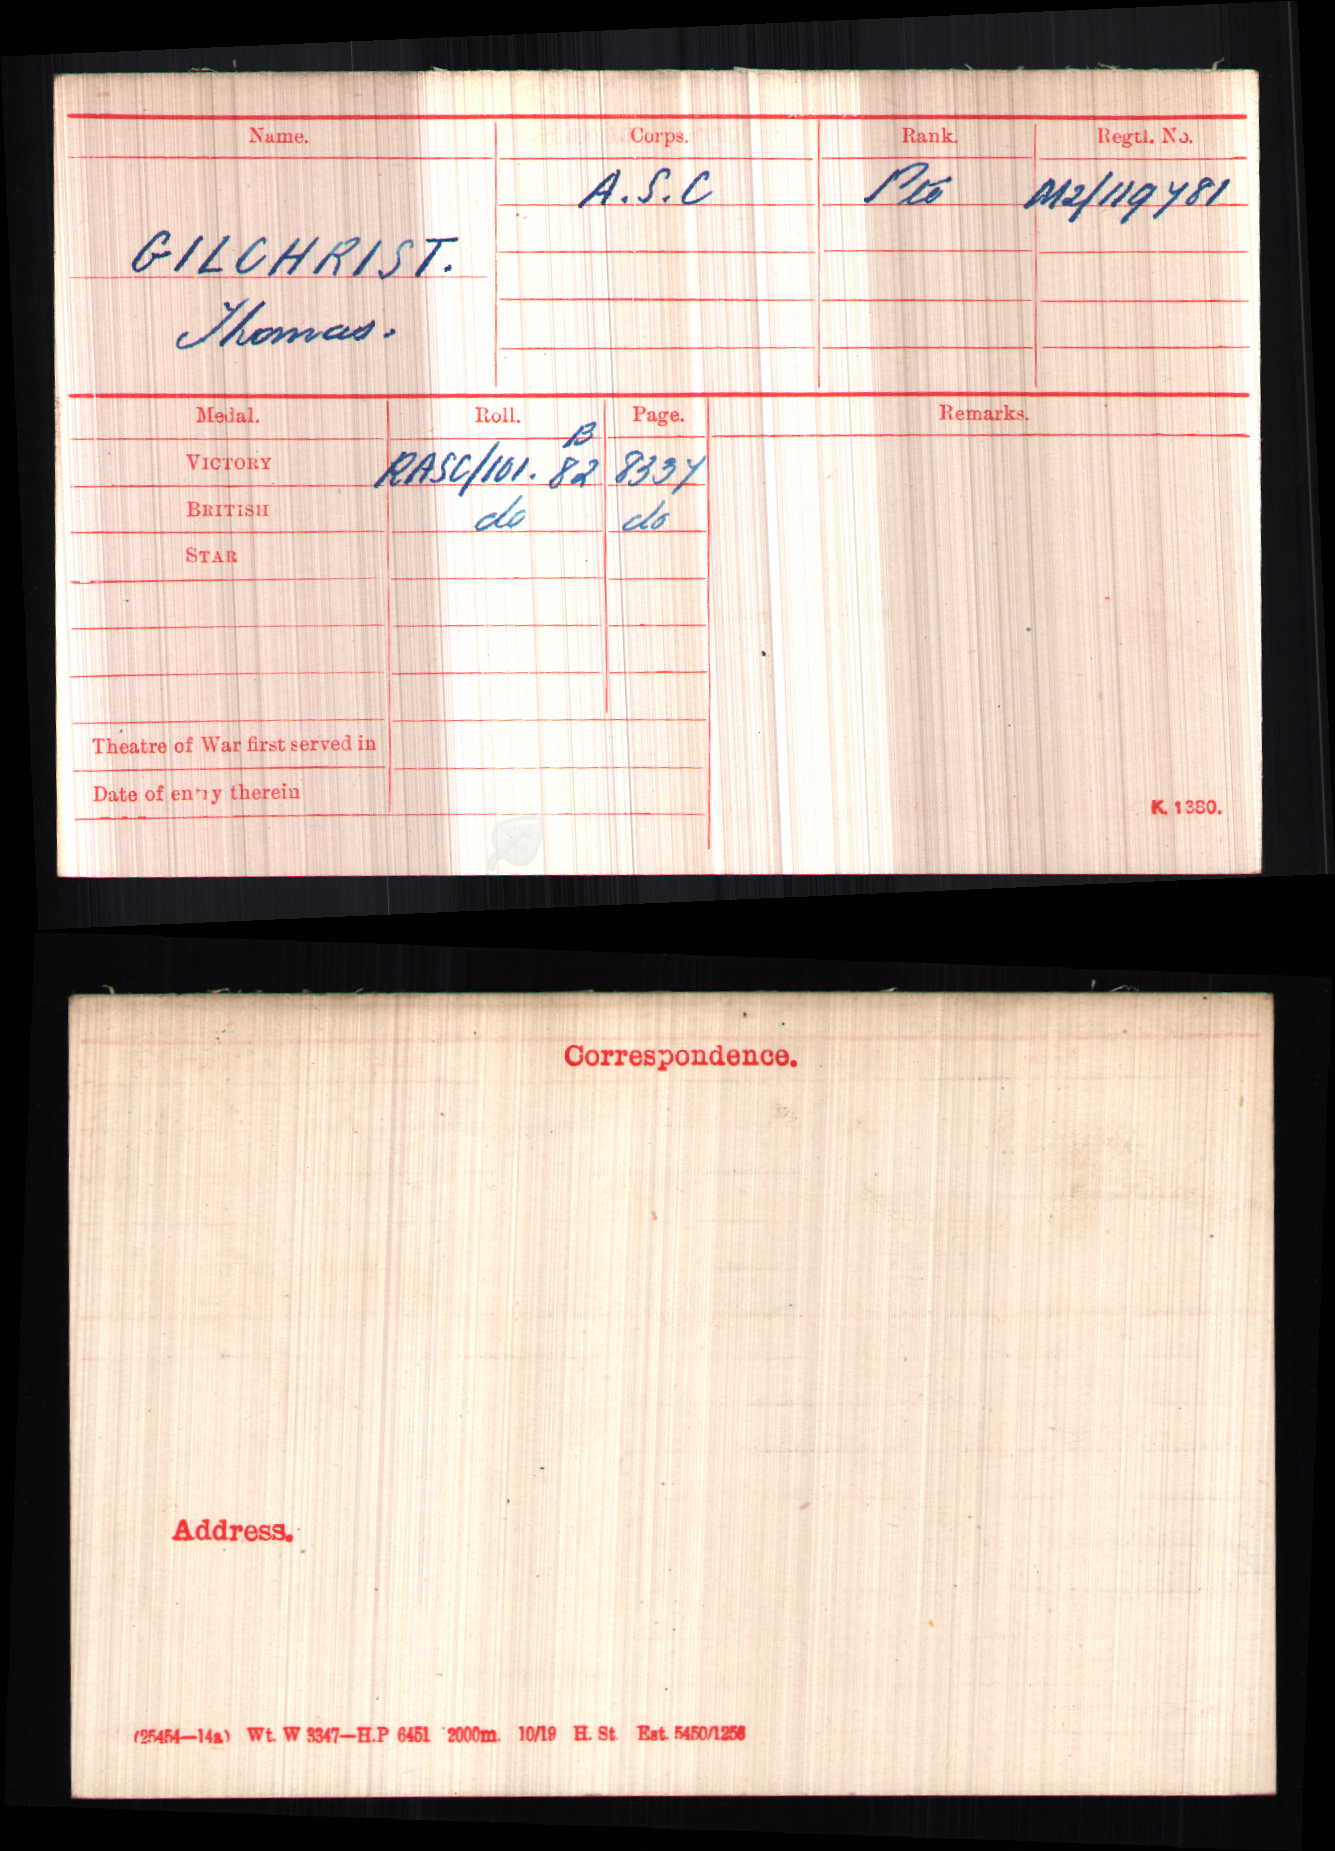 Name. Corps. Rank. Regtl. No.
A.S.C Pte M2/119781
GILCHRIST.
Thomas.
Medal. Roll. Page. Remarks.
B
VICTORY RASC/101. 82 8337
BRITISH do do
STAR
Theatre of War first served in
Date of entry therein
K. 1380.
Correspondence.
Address.
(25454—14a) Wt. W 3347—H.P 6451 2000m. 10/19 H. St. Est. 5450/1256